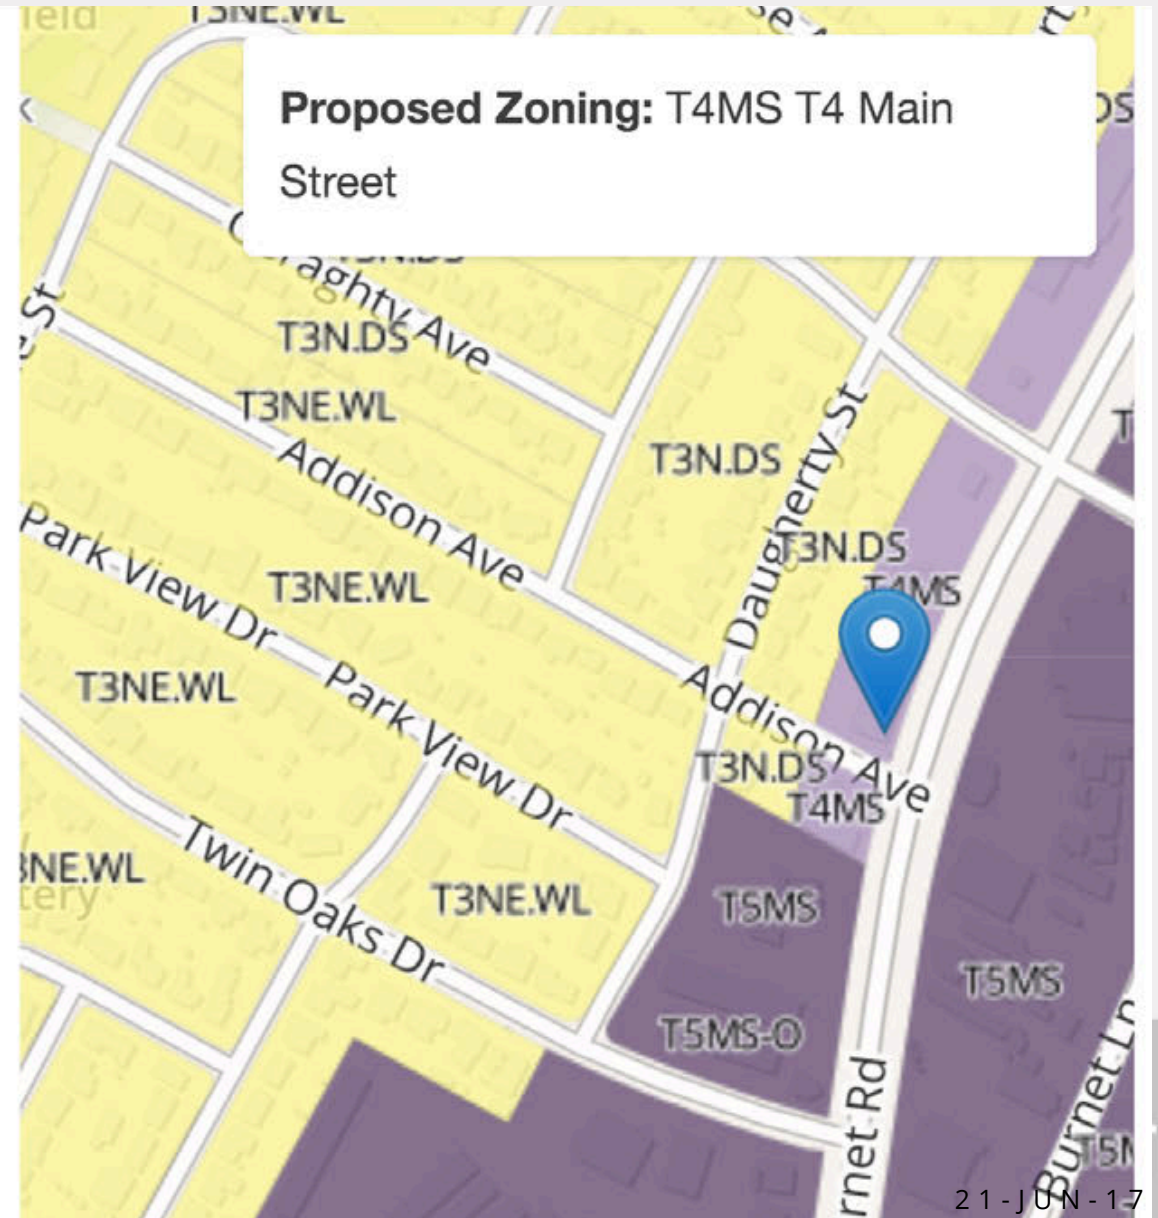 T3NE.WL
Proposed Zoning: T4MS T4 Main
Street
T3N.DS
T3NE.WL
Addison Ave
T3N.DS
Daugherty St
T3N.DS
T4MS
Park View Dr
T3NE.WL
T3NE.WL
Park View Dr
Addison Ave
T3N.DS
T4MS
Twin Oaks Dr
T3NE.WL
T5MS
T5MS
T5MS-O
Burnet Ln
21-JUN-17